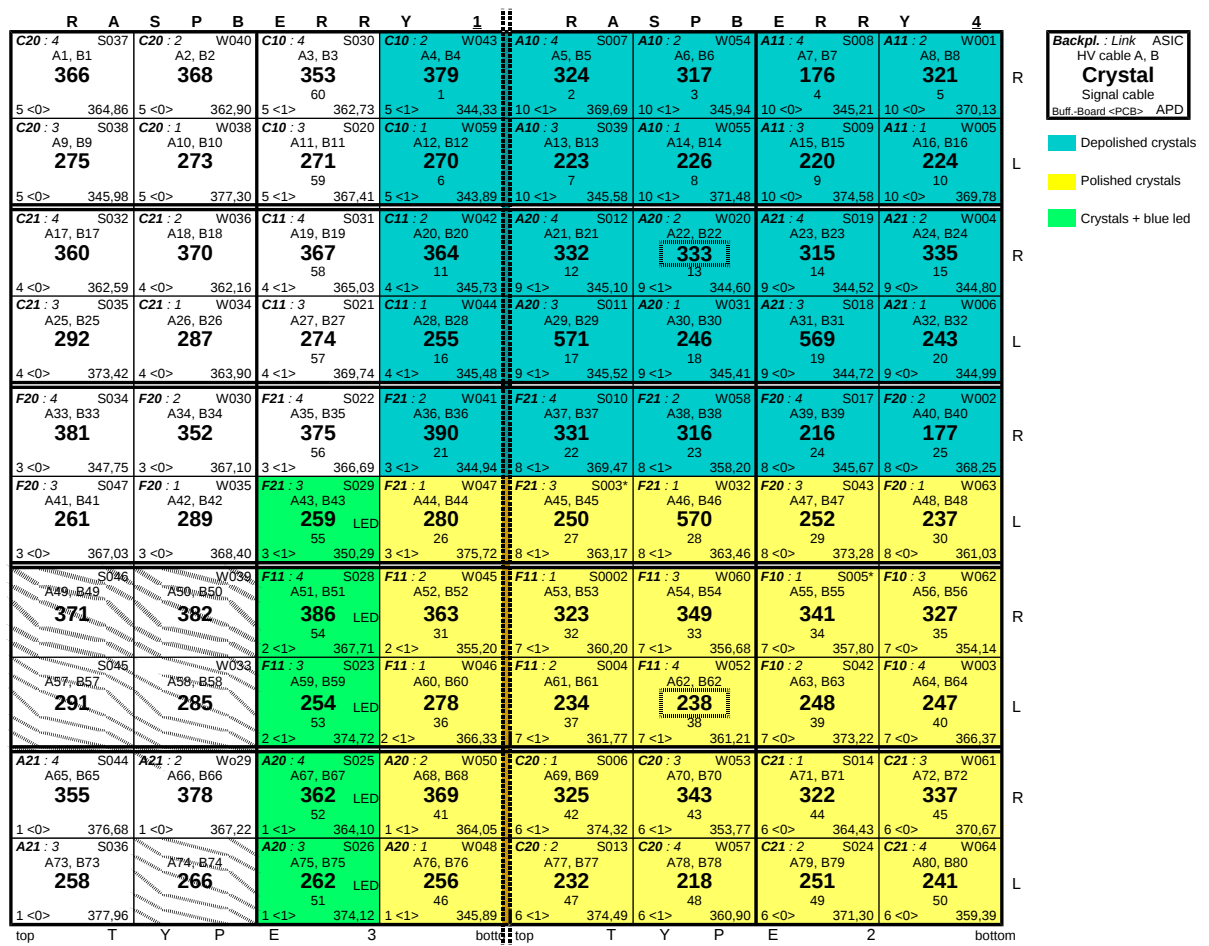 R A S P B E R R Y 1 R A S P B E R R Y 4
C20 : 4 S037 C20 : 2 W040 C10 : 4 S030 C10 : 2 W043 A10 : 4 S007 A10 : 2 W054 A11 : 4 S008 A11 : 2 W001
A1, B1 A2, B2 A3, B3 A4, B4 A5, B5 A6, B6 A7, B7 A8, B8
366 368 353 379 324 317 176 321 R
60 1 2 3 4 5
5 <0> 364,86 5 <0> 362,90 5 <1> 362,73 5 <1> 344,33 10 <1> 369,69 10 <1> 345,94 10 <0> 345,21 10 <0> 370,13
C20 : 3 S038 C20 : 1 W038 C10 : 3 S020 C10 : 1 W059 A10 : 3 S039 A10 : 1 W055 A11 : 3 S009 A11 : 1 W005
A9, B9 A10, B10 A11, B11 A12, B12 A13, B13 A14, B14 A15, B15 A16, B16
275 273 271 270 223 226 220 224 L
59 6 7 8 9 10
5 <0> 345,98 5 <0> 377,30 5 <1> 367,41 5 <1> 343,89 10 <1> 345,58 10 <1> 371,48 10 <0> 374,58 10 <0> 369,78
C21 : 4 S032 C21 : 2 W036 C11 : 4 S031 C11 : 2 W042 A20 : 4 S012 A20 : 2 W020 A21 : 4 S019 A21 : 2 W004
A17, B17 A18, B18 A19, B19 A20, B20 A21, B21 A22, B22 A23, B23 A24, B24
360 370 367 364 332 333 315 335 R
58 11 12 13 14 15
4 <0> 362,59 4 <0> 362,16 4 <1> 365,03 4 <1> 345,73 9 <1> 345,10 9 <1> 344,60 9 <0> 344,52 9 <0> 344,80
C21 : 3 S035 C21 : 1 W034 C11 : 3 S021 C11 : 1 W044 A20 : 3 S011 A20 : 1 W031 A21 : 3 S018 A21 : 1 W006
A25, B25 A26, B26 A27, B27 A28, B28 A29, B29 A30, B30 A31, B31 A32, B32
292 287 274 255 571 246 569 243 L
57 16 17 18 19 20
4 <0> 373,42 4 <0> 363,90 4 <1> 369,74 4 <1> 345,48 9 <1> 345,52 9 <1> 345,41 9 <0> 344,72 9 <0> 344,99
F20 : 4 S034 F20 : 2 W030 F21 : 4 S022 F21 : 2 W041 F21 : 4 S010 F21 : 2 W058 F20 : 4 S017 F20 : 2 W002
A33, B33 A34, B34 A35, B35 A36, B36 A37, B37 A38, B38 A39, B39 A40, B40
381 352 375 390 331 316 216 177 R
56 21 22 23 24 25
3 <0> 347,75 3 <0> 367,10 3 <1> 366,69 3 <1> 344,94 8 <1> 369,47 8 <1> 358,20 8 <0> 345,67 8 <0> 368,25
F20 : 3 S047 F20 : 1 W035 F21 : 3 S029 F21 : 1 W047 F21 : 3 S003* F21 : 1 W032 F20 : 3 S043 F20 : 1 W063
A41, B41 A42, B42 A43, B43 A44, B44 A45, B45 A46, B46 A47, B47 A48, B48
261 289 259 LED 280 250 570 252 237 L
55 26 27 28 29 30
3 <0> 367,03 3 <0> 368,40 3 <1> 350,29 3 <1> 375,72 8 <1> 363,17 8 <1> 363,46 8 <0> 373,28 8 <0> 361,03
S046 W039 F11 : 4 S028 F11 : 2 W045 F11 : 1 S0002 F11 : 3 W060 F10 : 1 S005* F10 : 3 W062
A49, B49 A50, B50 A51, B51 A52, B52 A53, B53 A54, B54 A55, B55 A56, B56
371 382 386 LED 363 323 349 341 327 R
54 31 32 33 34 35
2 <1> 367,71 2 <1> 355,20 7 <1> 360,20 7 <1> 356,68 7 <0> 357,80 7 <0> 354,14
S045 W033 F11 : 3 S023 F11 : 1 W046 F11 : 2 S004 F11 : 4 W052 F10 : 2 S042 F10 : 4 W003
A57, B57 A58, B58 A59, B59 A60, B60 A61, B61 A62, B62 A63, B63 A64, B64
291 285 254 LED 278 234 238 248 247 L
53 36 37 38 39 40
2 <1> 374,72 2 <1> 366,33 7 <1> 361,77 7 <1> 361,21 7 <0> 373,22 7 <0> 366,37
A21 : 4 S044 A21 : 2 Wo29 A20 : 4 S025 A20 : 2 W050 C20 : 1 S006 C20 : 3 W053 C21 : 1 S014 C21 : 3 W061
A65, B65 A66, B66 A67, B67 A68, B68 A69, B69 A70, B70 A71, B71 A72, B72
355 378 362 LED 369 325 343 322 337 R
52 41 42 43 44 45
1 <0> 376,68 1 <0> 367,22 1 <1> 364,10 1 <1> 364,05 6 <1> 374,32 6 <1> 353,77 6 <0> 364,43 6 <0> 370,67
A21 : 3 S036 A20 : 3 S026 A20 : 1 W048 C20 : 2 S013 C20 : 4 W057 C21 : 2 S024 C21 : 4 W064
A73, B73 A74, B74 A75, B75 A76, B76 A77, B77 A78, B78 A79, B79 A80, B80
258 266 262 LED 256 232 218 251 241 L
51 46 47 48 49 50
1 <0> 377,96 1 <1> 374,12 1 <1> 345,89 6 <1> 374,49 6 <1> 360,90 6 <0> 371,30 6 <0> 359,39
top T Y P E 3 botto top T Y P E 2 bottom
Backpl. : Link ASIC
HV cable A, B
Crystal
Signal cable
Buff.-Board <PCB> APD
Depolished crystals
Polished crystals
Crystals + blue led